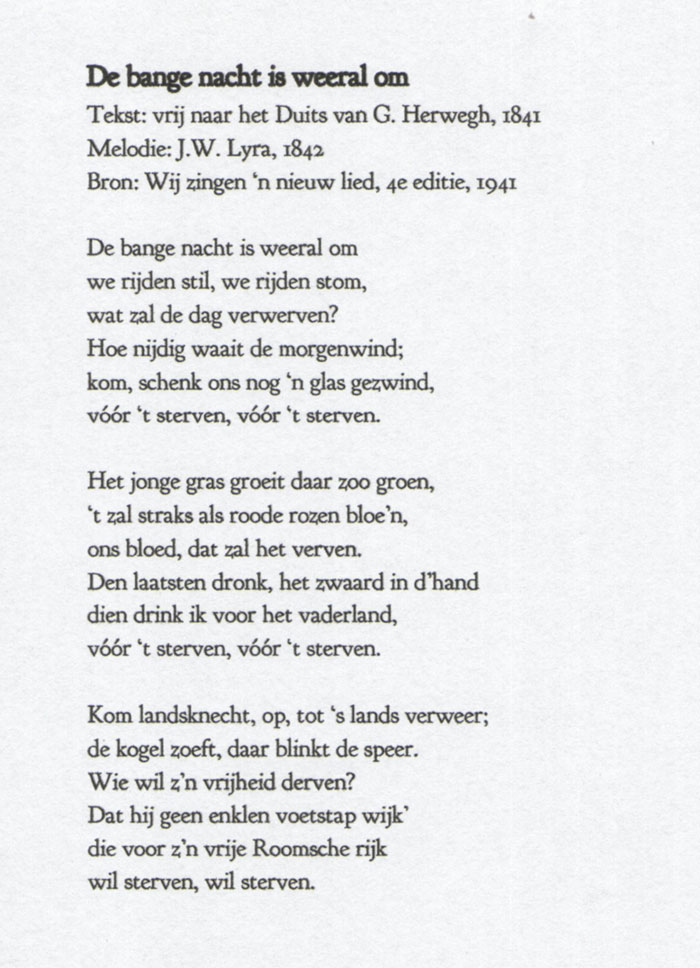 De bange nacht is weeral om
Tekst: vrij naar het Duits van G. Herwegh, 1841
Melodie: J.W. Lyra, 1842
Bron: Wij zingen ‘n nieuw lied, 4e editie, 1941
De bange nacht is weeral om
we rijden stil, we rijden stom,
wat zal de dag verwerven?
Hoe nijdig waait de morgenwind;
kom, schenk ons nog ‘n glas gezwind,
vóór ‘t sterven, vóór ‘t sterven.
Het jonge gras groeit daar zoo groen,
‘t zal straks als roode rozen bloe’n,
ons bloed, dat zal het verven.
Den laatsten dronk, het zwaard in d’hand
dien drink ik voor het vaderland,
vóór ‘t sterven, vóór ‘t sterven.
Kom landsknecht, op, tot ‘s lands verweer;
de kogel zoeft, daar blinkt de speer.
Wie wil z’n vrijheid derven?
Dat hij geen enklen voetstap wijk’
die voor z’n vrije Roomsche rijk
wil sterven, wil sterven.